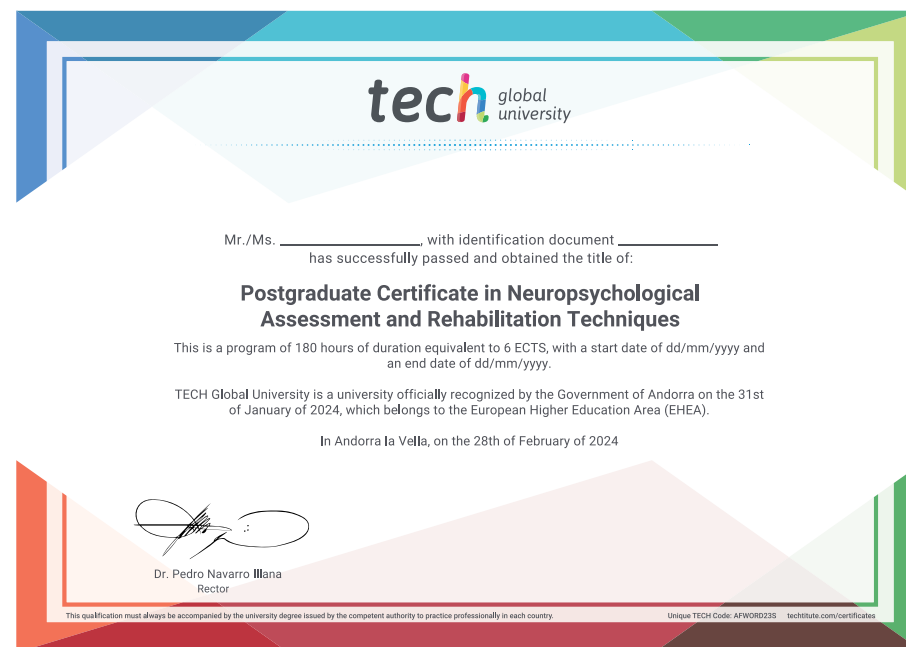 tech global
university
Mr./Ms. ____________, with identification document ____________
has successfully passed and obtained the title of:
Postgraduate Certificate in Neuropsychological
Assessment and Rehabilitation Techniques
This is a program of 180 hours of duration equivalent to 6 ECTS, with a start date of dd/mm/yyyy and
an end date of dd/mm/yyyy.
TECH Global University is a university officially recognized by the Government of Andorra on the 31st
of January of 2024, which belongs to the European Higher Education Area (EHEA).
In Andorra la Vella, on the 28th of February of 2024
Dr. Pedro Navarro Illana
Rector
This qualification must always be accompanied by the university degree issued by the competent authority to practice professionally in each country.
Unique TECH Code: AFWORD23S techtitute.com/certificates